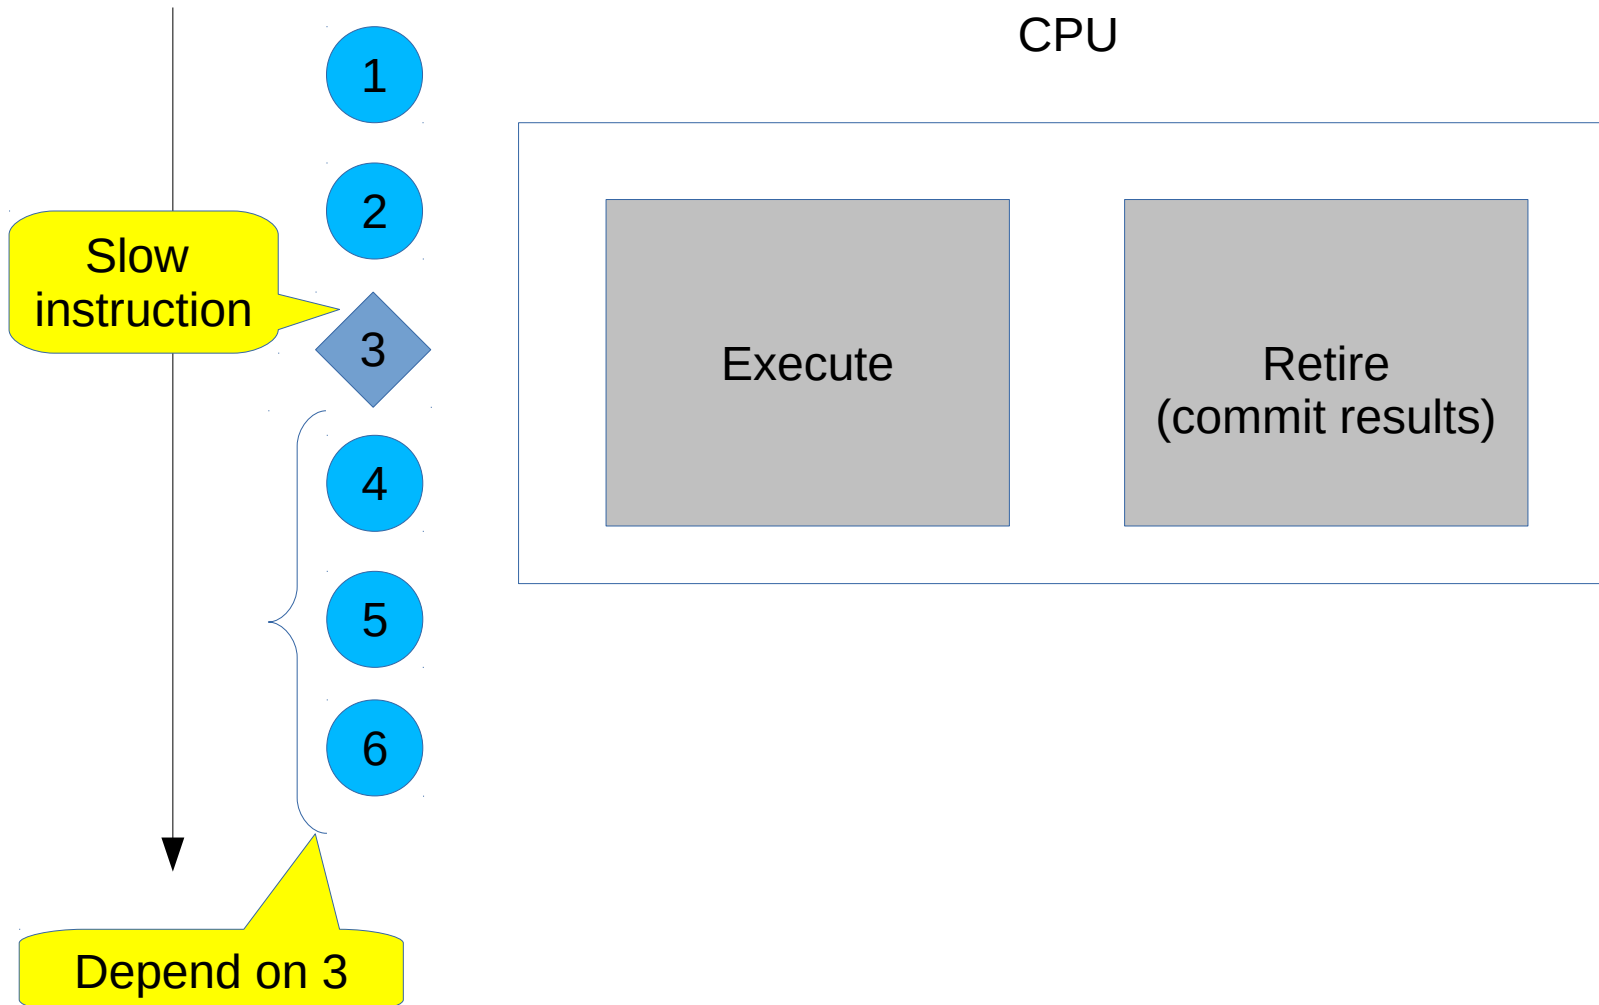 CPU
1
2
Slow
instruction
3
Execute
Retire
(commit results)
4
5
6
Depend on 3